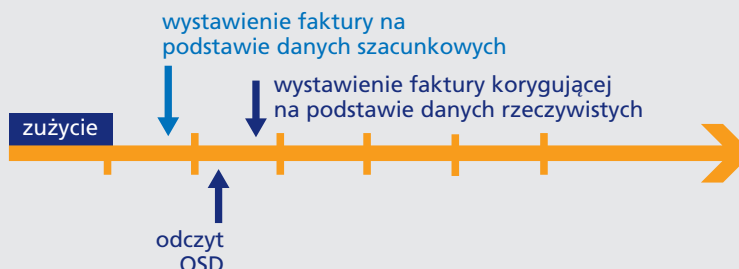 wystawienie faktury na
podstawie danych szacunkowych
wystawienie faktury korygującej
na podstawie danych rzeczywistych
zużycie
odczyt
OSD